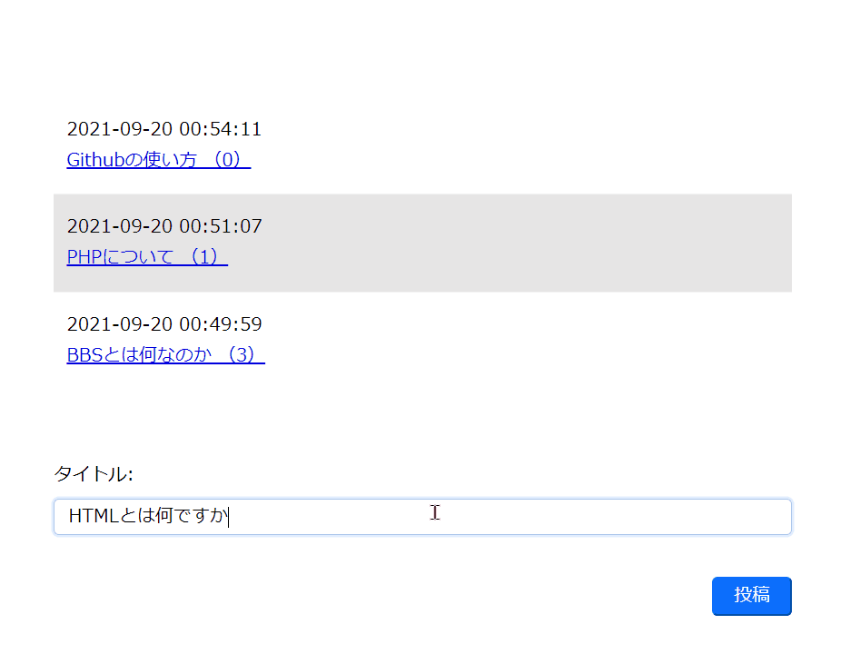 2021-09-20 00:54:11
Githubの使い方 （0）
2021-09-20 00:51:07
PHPについて （1）
2021-09-20 00:49:59
BBSとは何なのか （3）
タイトル:
HTMLとは何ですか
投稿